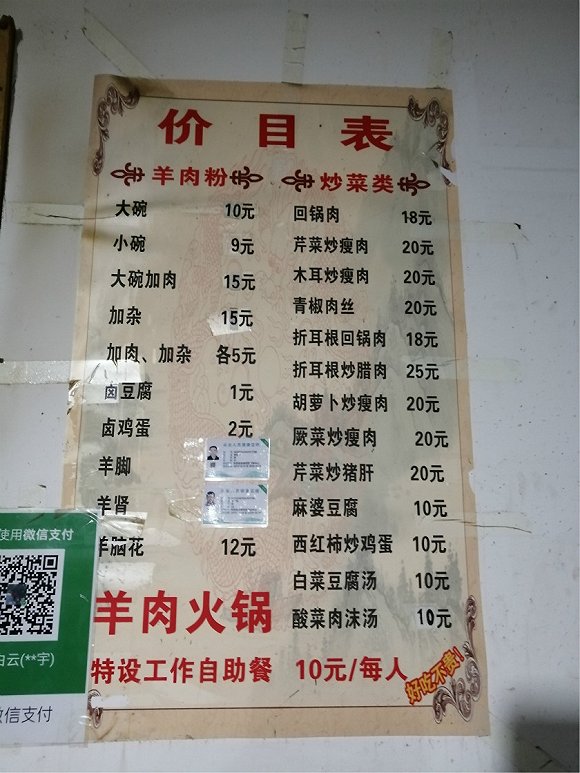 价目表
羊肉粉
大碗 10元
小碗 9元
大碗加肉 15元
加杂 15元
加肉、加杂 各5元
卤豆腐 1元
卤鸡蛋 2元
羊脚
羊肾
羊脑花 12元
炒菜类
回锅肉 18元
芹菜炒瘦肉 20元
木耳炒瘦肉 20元
青椒肉丝 20元
折耳根回锅肉 18元
折耳根炒腊肉 25元
胡萝卜炒瘦肉 20元
厥菜炒瘦肉 20元
芹菜炒猪肝 20元
麻婆豆腐 10元
西红柿炒鸡蛋 10元
白菜豆腐汤 10元
酸菜肉沫汤 10元
羊肉火锅
特设工作自助餐 10元/每人
好吃不贵!
使用微信支付
白云(**宇)
微信支付